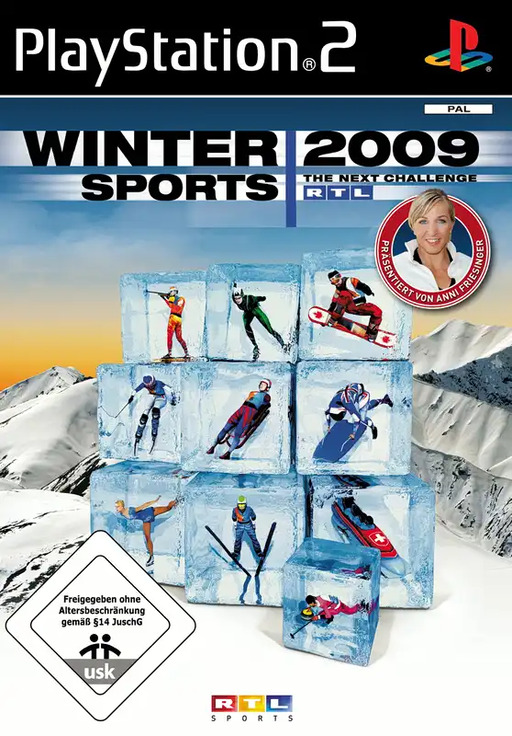 PlayStation®2
PAL
WINTER 2009
SPORTS THE NEXT CHALLENGE
RTL
PRÄSENTIERT VON ANNI FRIESINGER
Freigegeben ohne
Altersbeschränkung
gemäß §14 JuschG
usk
RTL
SPORTS